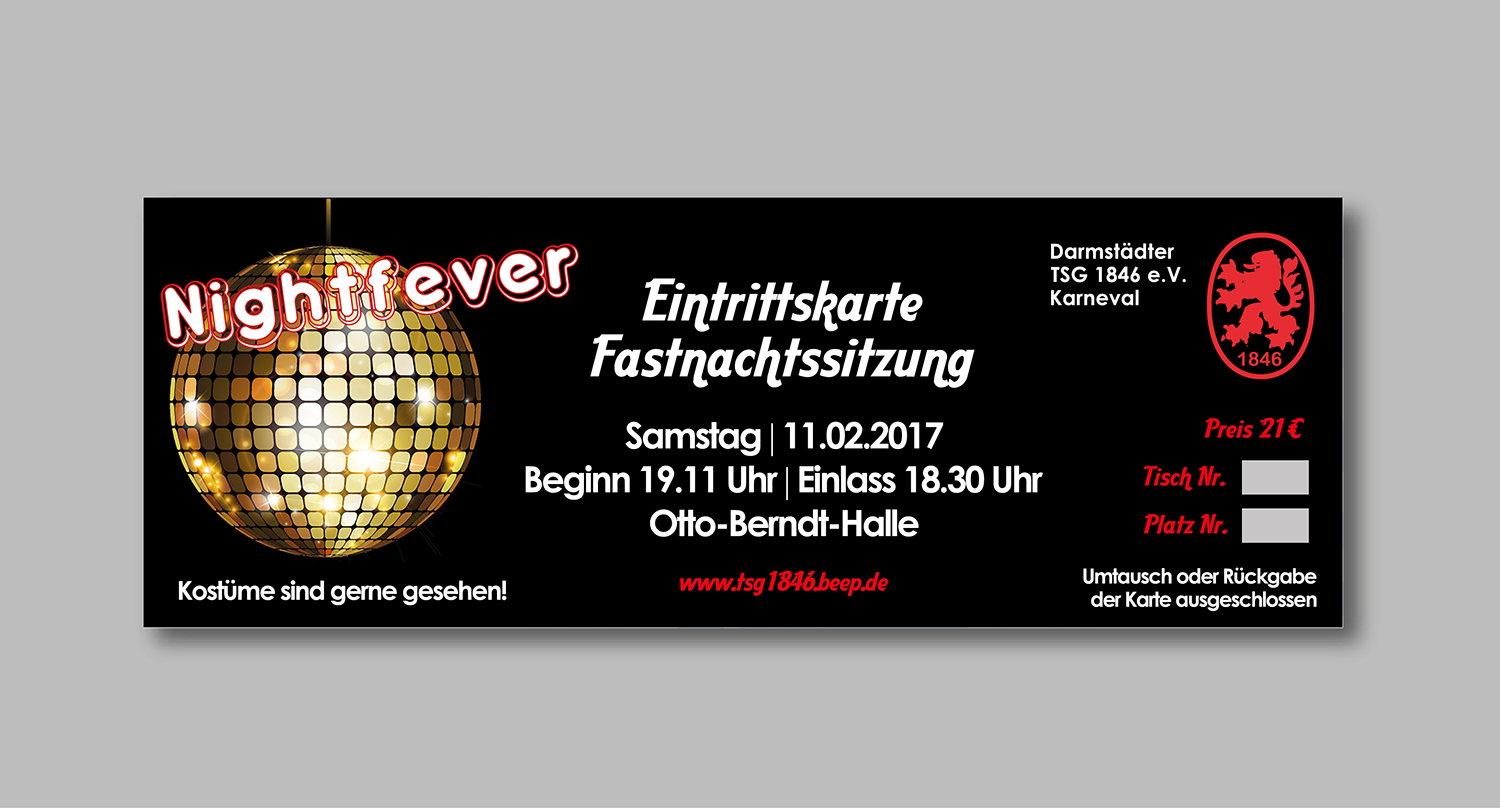 Nightfever
Kostüme sind gerne gesehen!
Eintrittskarte
Fastnachtssitzung
Samstag | 11.02.2017
Beginn 19.11 Uhr | Einlass 18.30 Uhr
Otto-Berndt-Halle
www.tsg1846.beep.de
Darmstädter
TSG 1846 e.V.
Karneval
1846
Preis 21 €
Tisch Nr.
Platz Nr.
Umtausch oder Rückgabe
der Karte ausgeschlossen